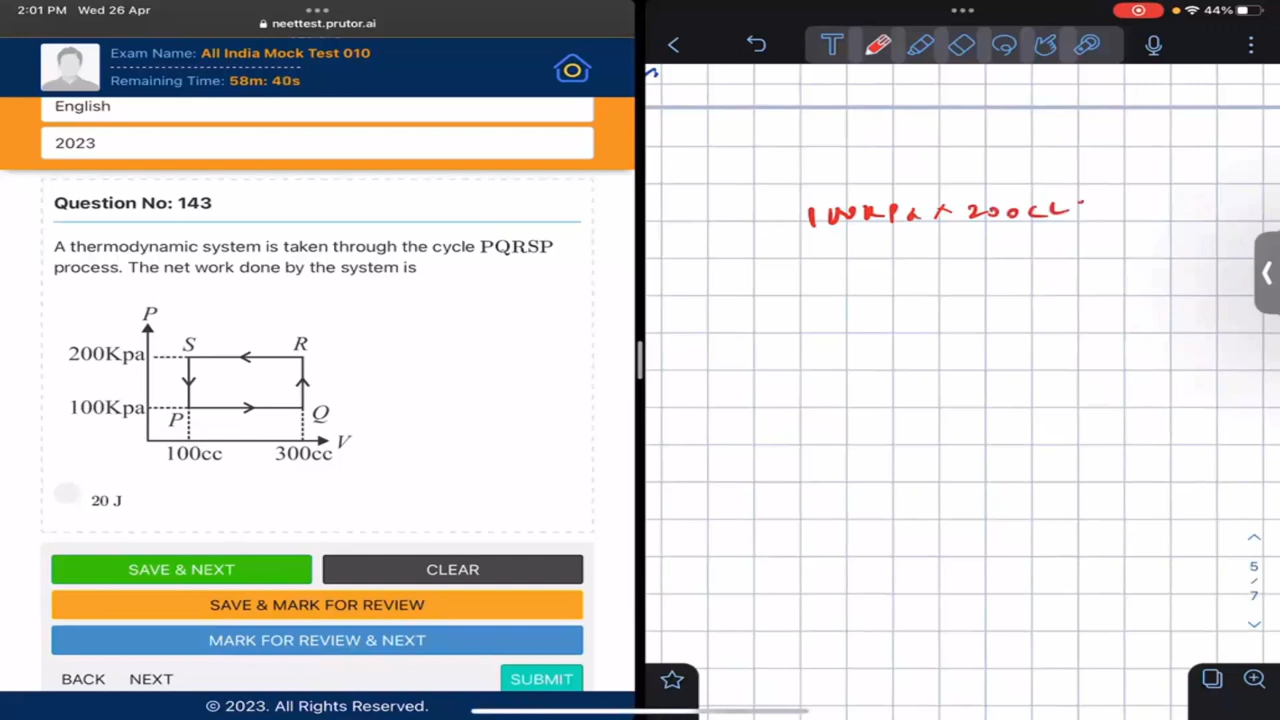 2:01 PM Wed 26 Apr
neettest.prutor.ai
44%
Exam Name: All India Mock Test 010
Remaining Time: 58m: 40s
English
2023
Question No: 143
A thermodynamic system is taken through the cycle PQRSP
process. The net work done by the system is
P
S R
200Kpa
100Kpa
P Q
V
100cc 300cc
20 J
SAVE & NEXT CLEAR
SAVE & MARK FOR REVIEW
MARK FOR REVIEW & NEXT
BACK NEXT SUBMIT
© 2023. All Rights Reserved.
T
100KPa × 200CC
5
/
7